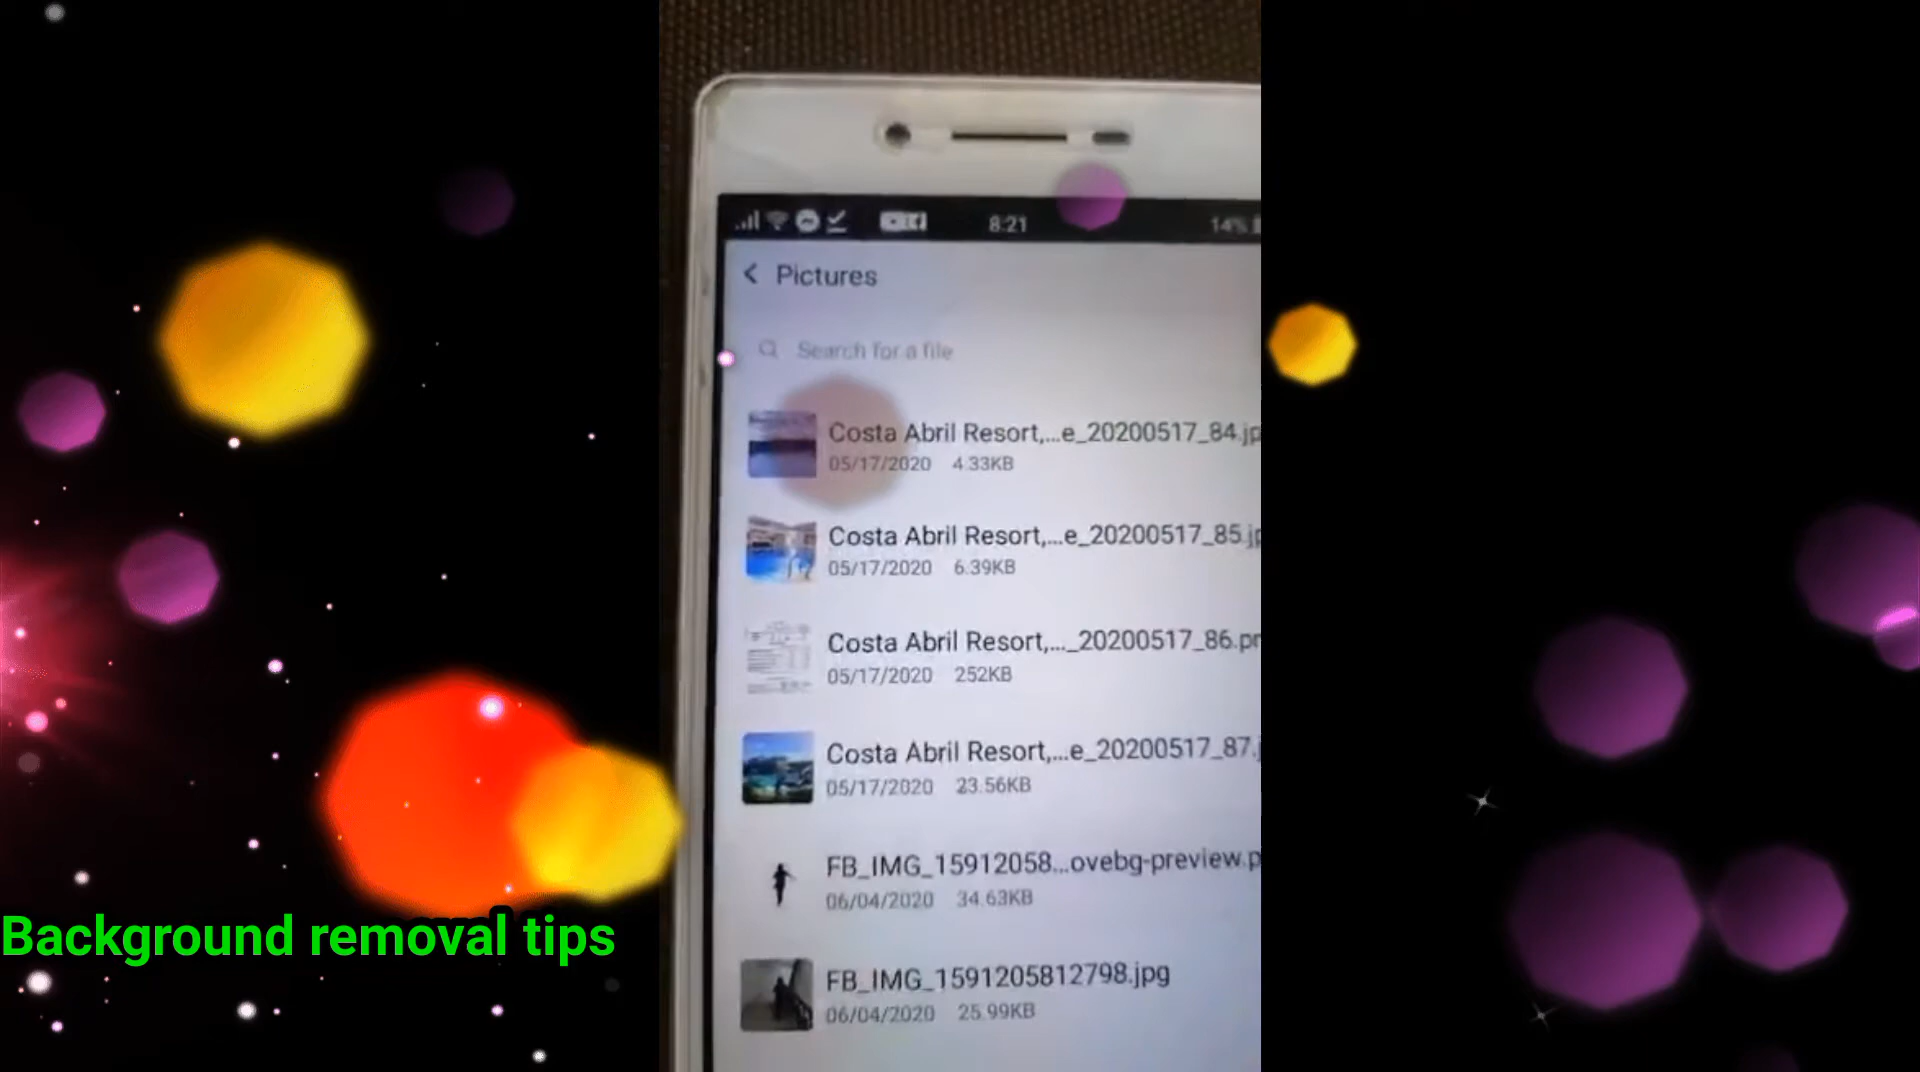 8:21
14%
Pictures
Search for a file
Costa Abril Resort,...e_20200517_84.jp
05/17/2020 4.33KB
Costa Abril Resort,...e_20200517_85.jp
05/17/2020 6.39KB
Costa Abril Resort,..._20200517_86.pr
05/17/2020 252KB
Costa Abril Resort,...e_20200517_87.j
05/17/2020 23.56KB
FB_IMG_15912058...ovebg-preview.p
06/04/2020 34.63KB
FB_IMG_1591205812798.jpg
06/04/2020 25.99KB
Background removal tips